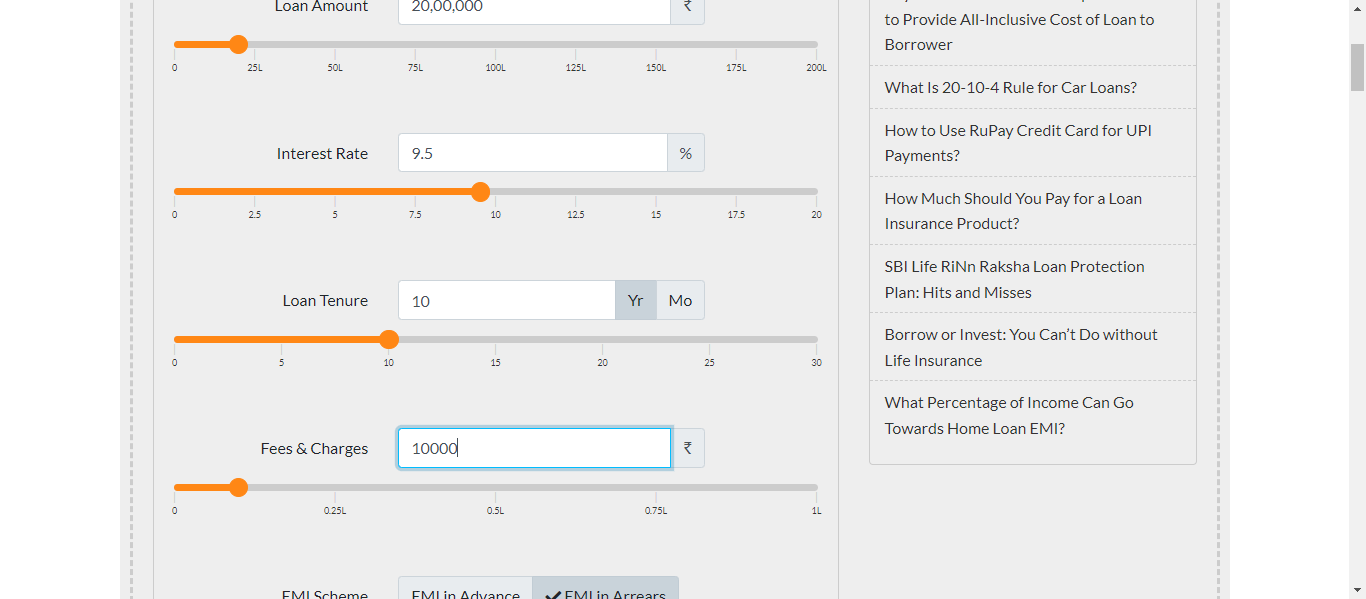 Loan Amount 20,00,000 ₹
0 25L 50L 75L 100L 125L 150L 175L 200L
Interest Rate 9.5 %
0 2.5 5 7.5 10 12.5 15 17.5 20
Loan Tenure 10 Yr Mo
0 5 10 15 20 25 30
Fees & Charges 10000 ₹
0 0.25L 0.5L 0.75L 1L
EMI Scheme EMI in Advance EMI in Arrears
to Provide All-Inclusive Cost of Loan to
Borrower
What Is 20-10-4 Rule for Car Loans?
How to Use RuPay Credit Card for UPI
Payments?
How Much Should You Pay for a Loan
Insurance Product?
SBI Life RiNn Raksha Loan Protection
Plan: Hits and Misses
Borrow or Invest: You Can’t Do without
Life Insurance
What Percentage of Income Can Go
Towards Home Loan EMI?